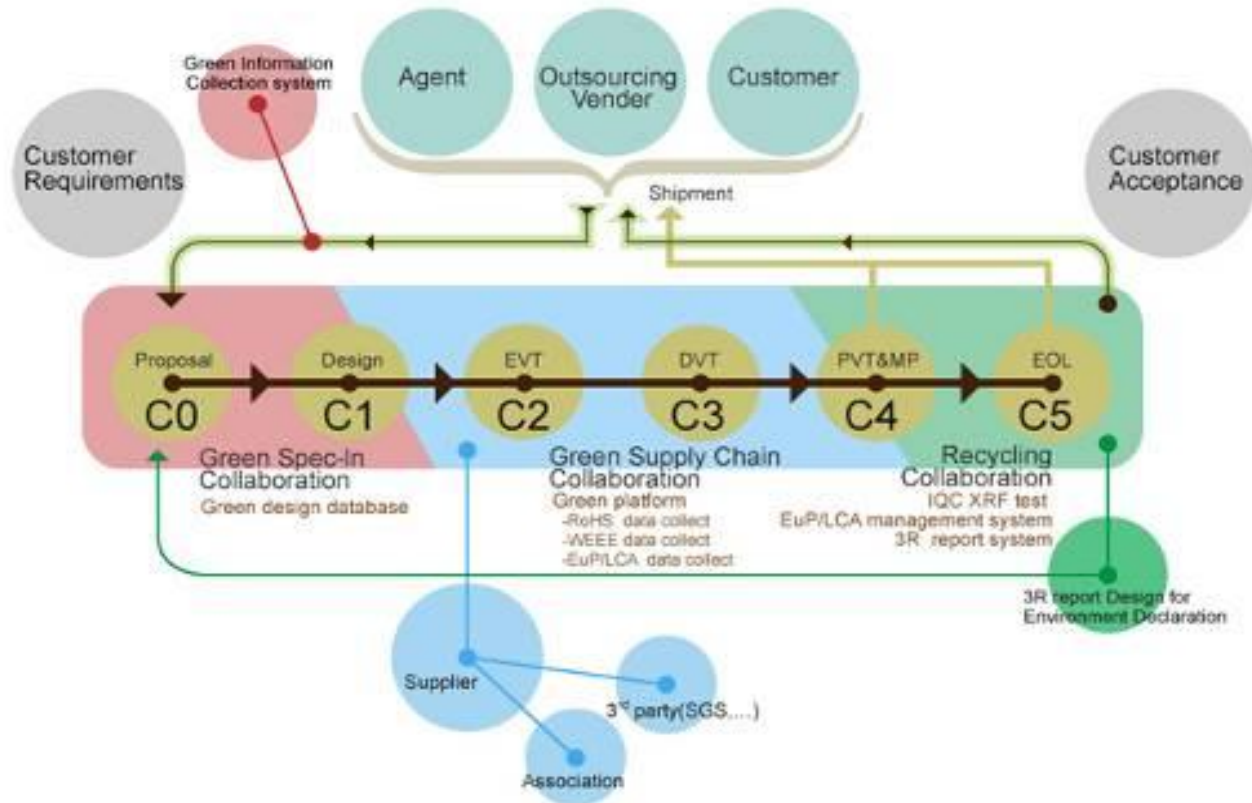 Green Information
Collection system
Agent
Outsourcing
Vender
Customer
Customer
Requirements
Customer
Acceptance
Shipment
Proposal
Design
EVT
DVT
PVT&MP
EOL
C0
C1
C2
C3
C4
C5
Green Spec-In
Collaboration
Green design database
Green Supply Chain
Collaboration
Green platform
-RoHS data collect
-WEEE data collect
-EuP/LCA data collect
Recycling
Collaboration
IQC XRF test
EuP/LCA management system
3R report system
3R report Design for
Environment Declaration
Supplier
3rd party(SGS,....)
Association